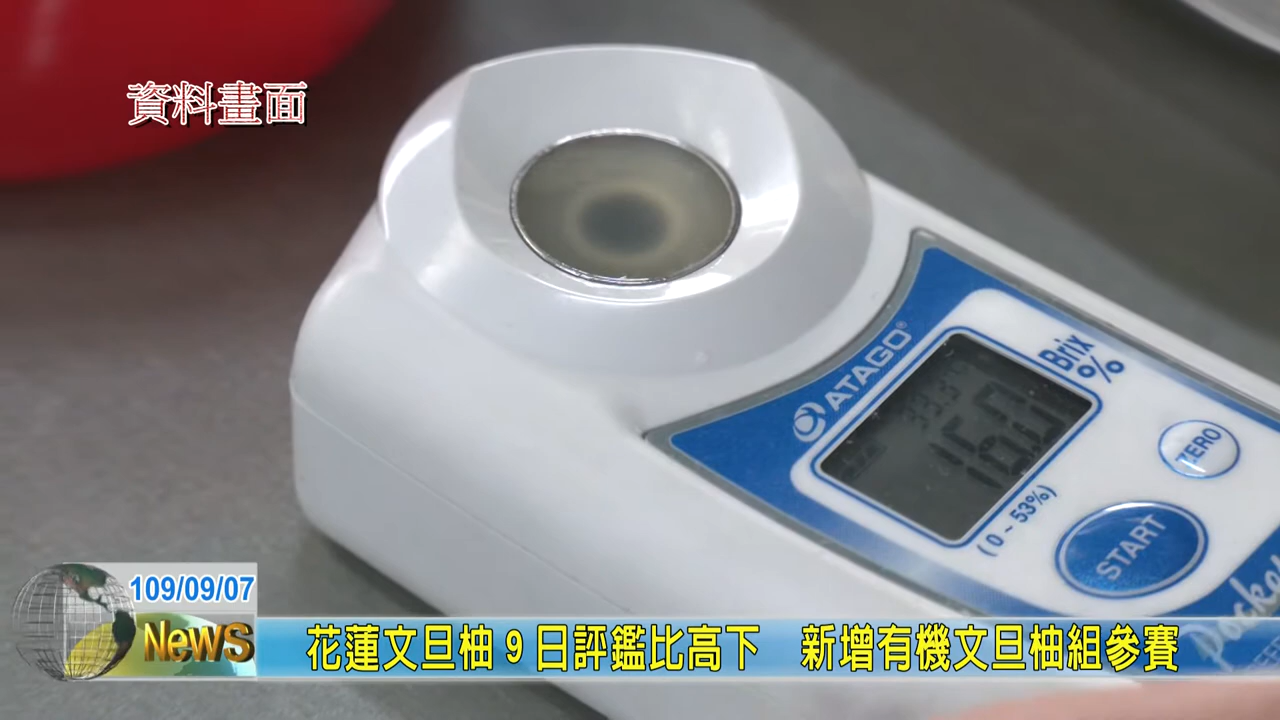 資料畫面
ATAGO®
Brix
%
16.0
(0~53%)
ZERO
START
109/09/07
News
花蓮文旦柚9日評鑑比高下 新增有機文旦柚組參賽